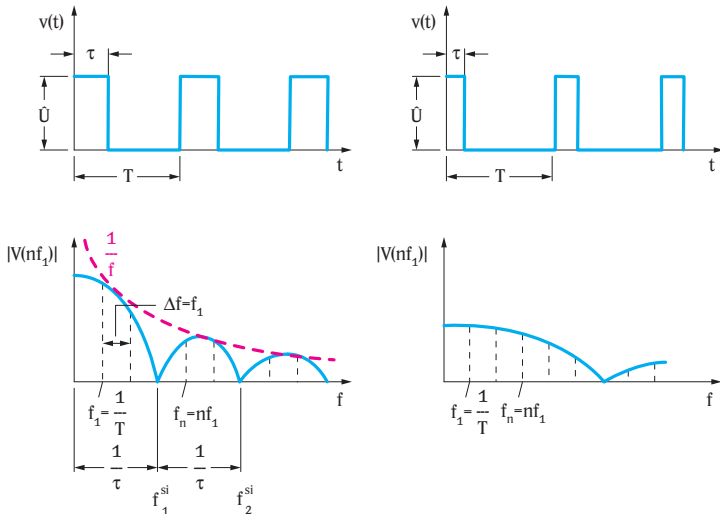 v(t)
τ
Û
T
t
v(t)
τ
Û
T
t
|V(nf₁)|
1/f
Δf=f₁
f
f₁=1/T
fₙ=nf₁
1/τ
1/τ
f₁ˢⁱ
f₂ˢⁱ
|V(nf₁)|
f
f₁=1/T
fₙ=nf₁